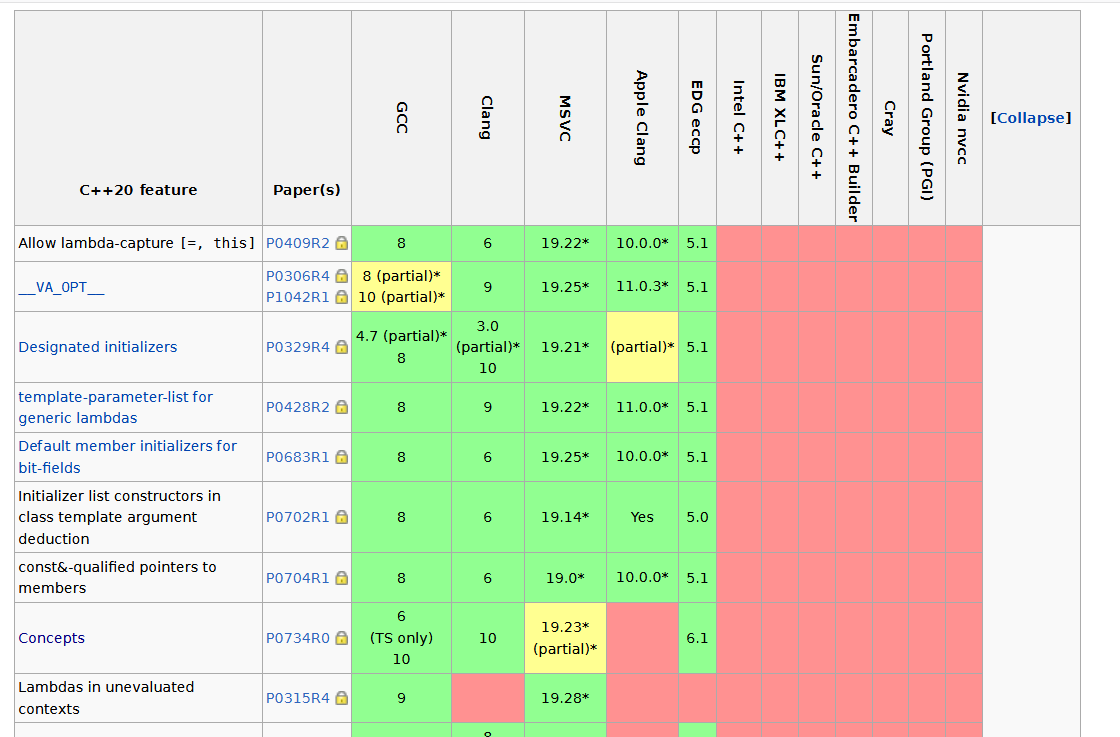 C++20 feature
Paper(s)
GCC
Clang
MSVC
Apple Clang
EDG eccp
Intel C++
IBM XLC++
Sun/Oracle C++
Embarcadero C++ Builder
Cray
Portland Group (PGI)
Nvidia nvcc
[Collapse]
Allow lambda-capture [=, this] P0409R2 8 6 19.22* 10.0.0* 5.1
__VA_OPT__ P0306R4 P1042R1 8 (partial)* 10 (partial)* 9 19.25* 11.0.3* 5.1
Designated initializers P0329R4 4.7 (partial)* 8 3.0 (partial)* 10 19.21* (partial)* 5.1
template-parameter-list for
generic lambdas P0428R2 8 9 19.22* 11.0.0* 5.1
Default member initializers for
bit-fields P0683R1 8 6 19.25* 10.0.0* 5.1
Initializer list constructors in
class template argument
deduction P0702R1 8 6 19.14* Yes 5.0
const&-qualified pointers to
members P0704R1 8 6 19.0* 10.0.0* 5.1
Concepts P0734R0 6 (TS only) 10 10 19.23* (partial)* 6.1
Lambdas in unevaluated
contexts P0315R4 9 19.28*
8